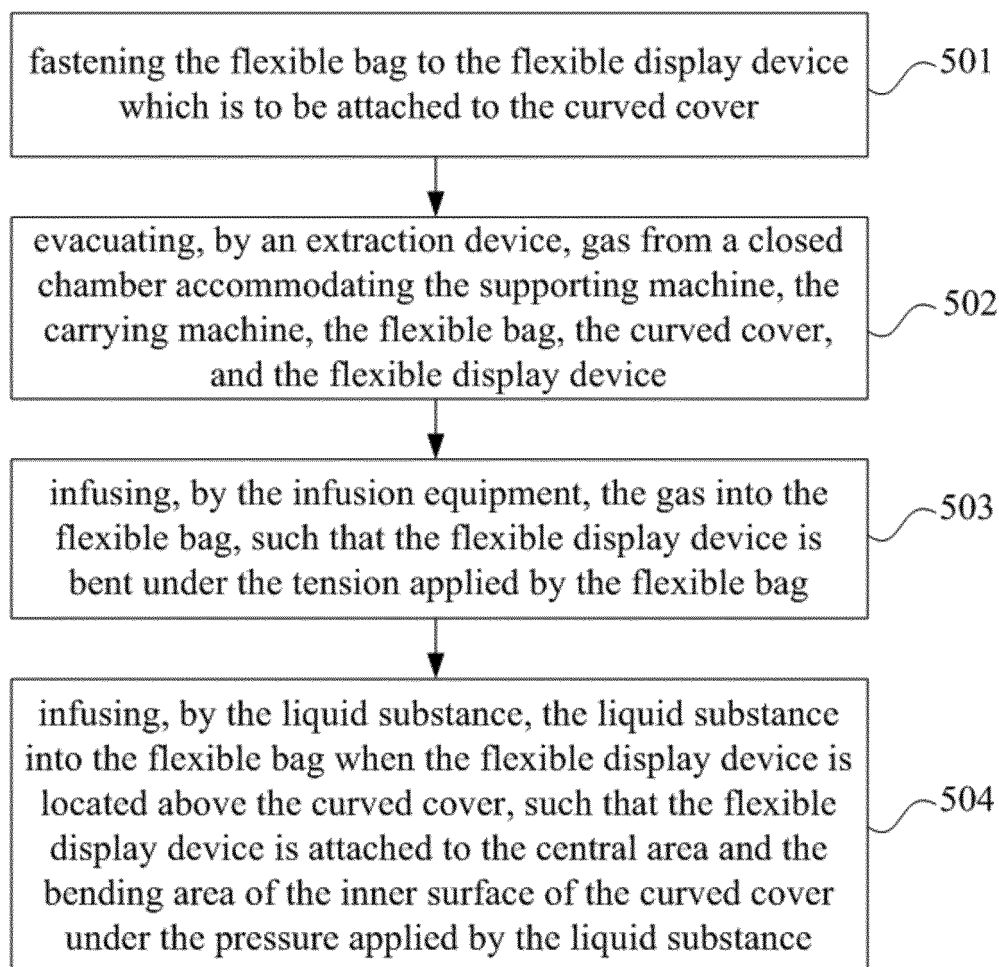 fastening the flexible bag to the flexible display device
which is to be attached to the curved cover
501
evacuating, by an extraction device, gas from a closed
chamber accommodating the supporting machine, the
carrying machine, the flexible bag, the curved cover,
and the flexible display device
502
infusing, by the infusion equipment, the gas into the
flexible bag, such that the flexible display device is
bent under the tension applied by the flexible bag
503
infusing, by the liquid substance, the liquid substance
into the flexible bag when the flexible display device is
located above the curved cover, such that the flexible
display device is attached to the central area and the
bending area of the inner surface of the curved cover
under the pressure applied by the liquid substance
504